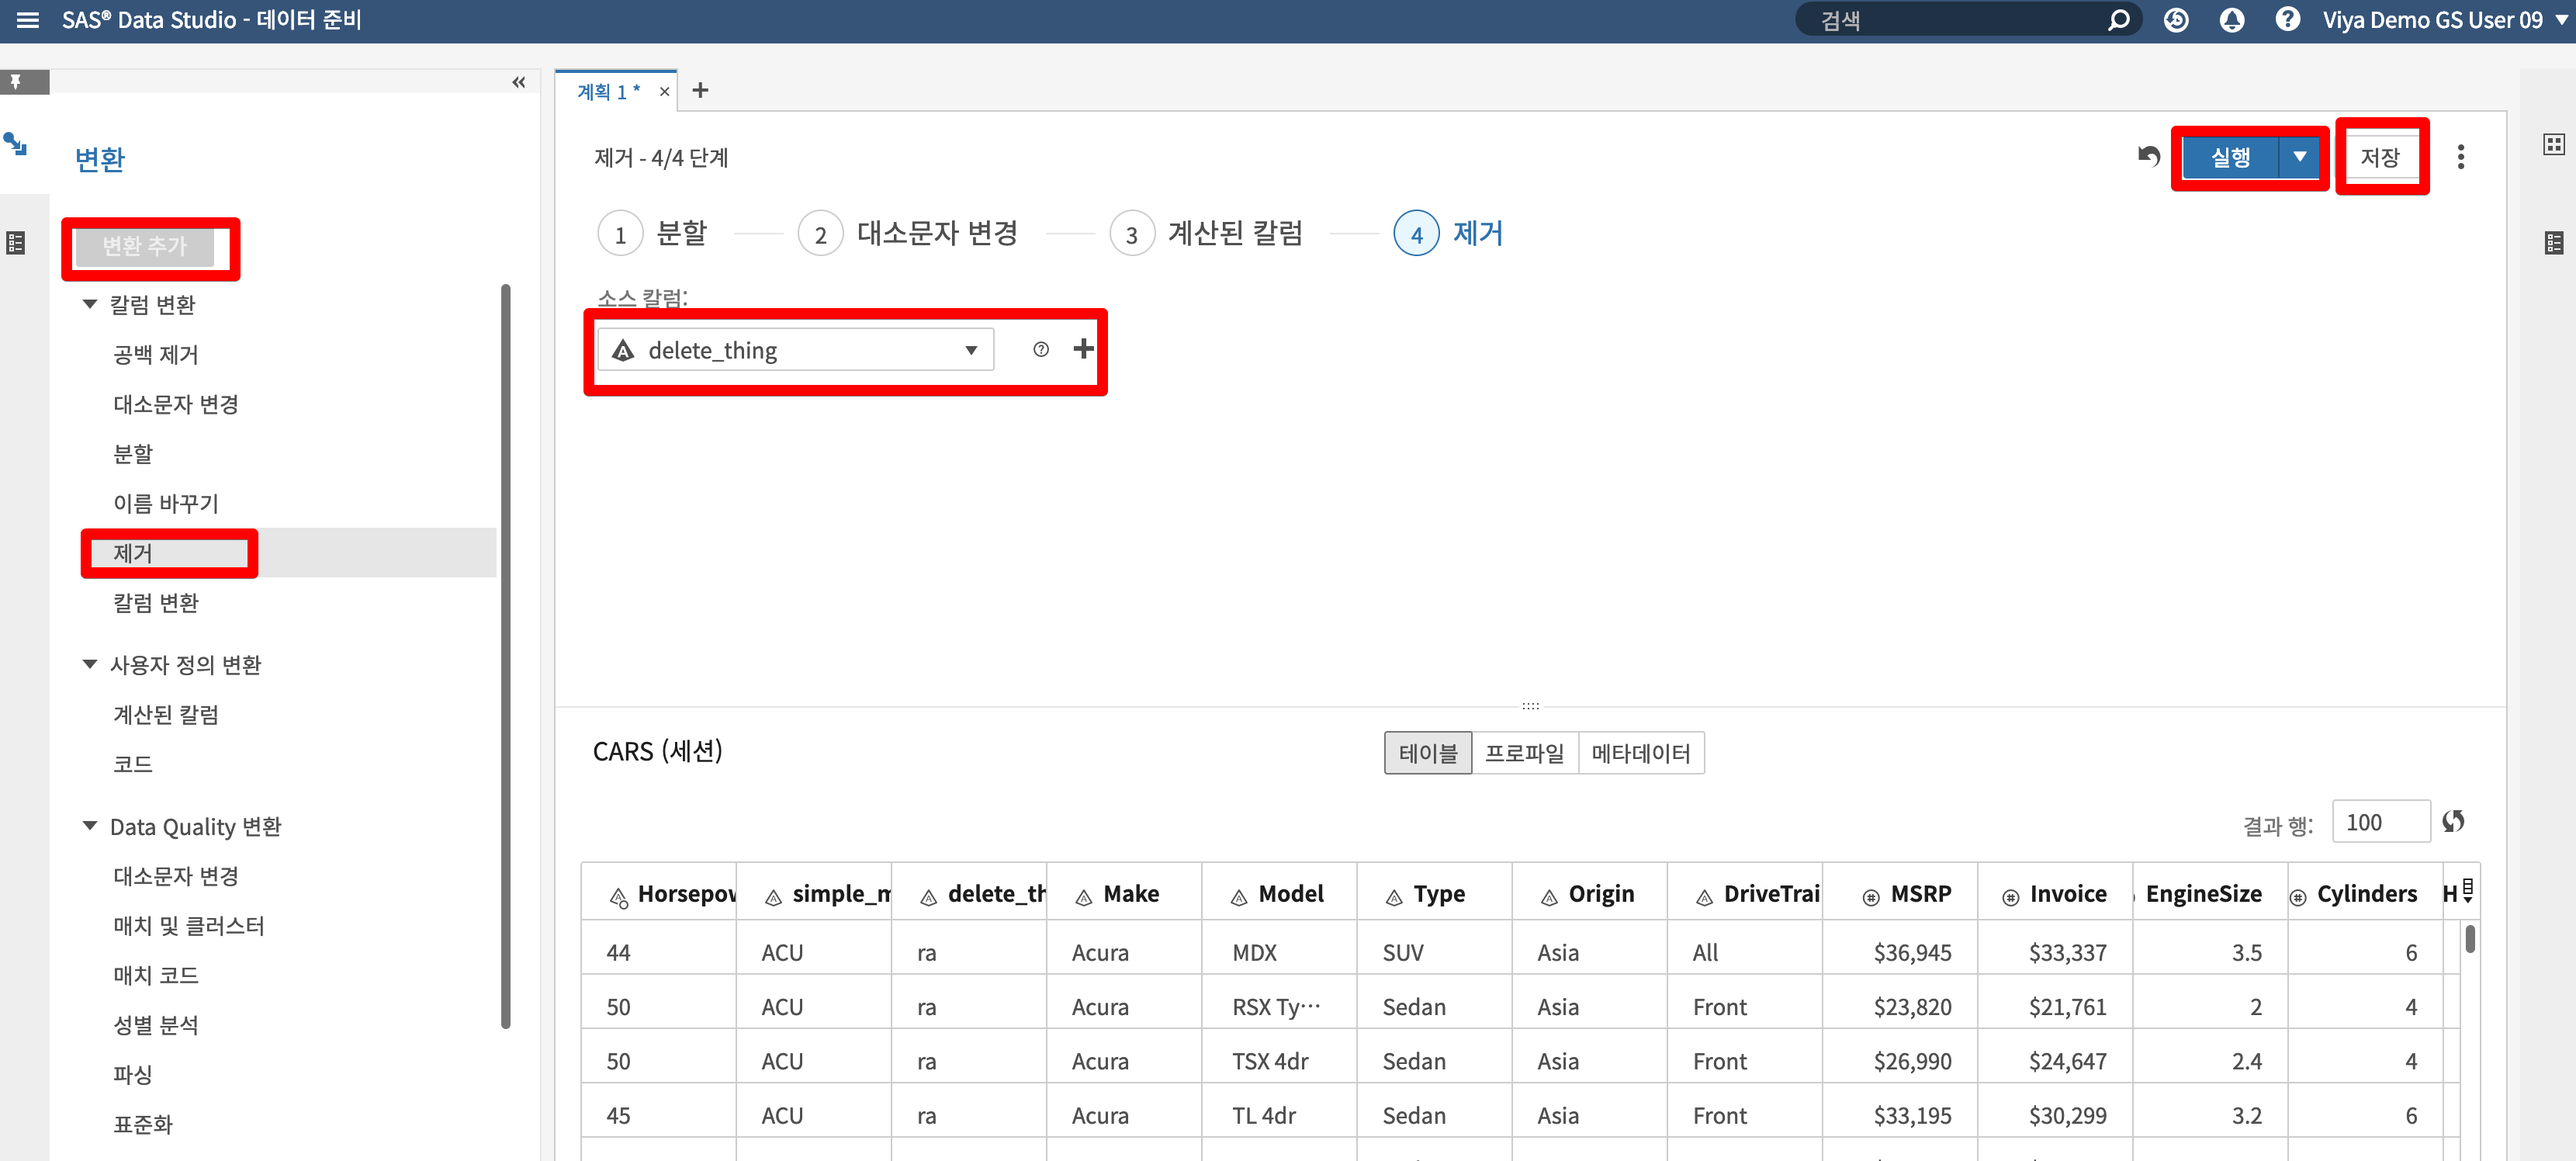 SAS® Data Studio - 데이터 준비
검색
Viya Demo GS User 09
변환
변환 추가
칼럼 변환
공백 제거
대소문자 변경
분할
이름 바꾸기
제거
칼럼 변환
사용자 정의 변환
계산된 칼럼
코드
Data Quality 변환
대소문자 변경
매치 및 클러스터
매치 코드
성별 분석
파싱
표준화
계획 1 *
제거 - 4/4 단계
실행
저장
1 분할 2 대소문자 변경 3 계산된 칼럼 4 제거
소스 칼럼:
delete_thing
CARS (세션)
테이블 프로파일 메타데이터
결과 행: 100
Horsepow simple_m delete_th Make Model Type Origin DriveTrai MSRP Invoice EngineSize Cylinders H
44 ACU ra Acura MDX SUV Asia All $36,945 $33,337 3.5 6
50 ACU ra Acura RSX Ty… Sedan Asia Front $23,820 $21,761 2 4
50 ACU ra Acura TSX 4dr Sedan Asia Front $26,990 $24,647 2.4 4
45 ACU ra Acura TL 4dr Sedan Asia Front $33,195 $30,299 3.2 6